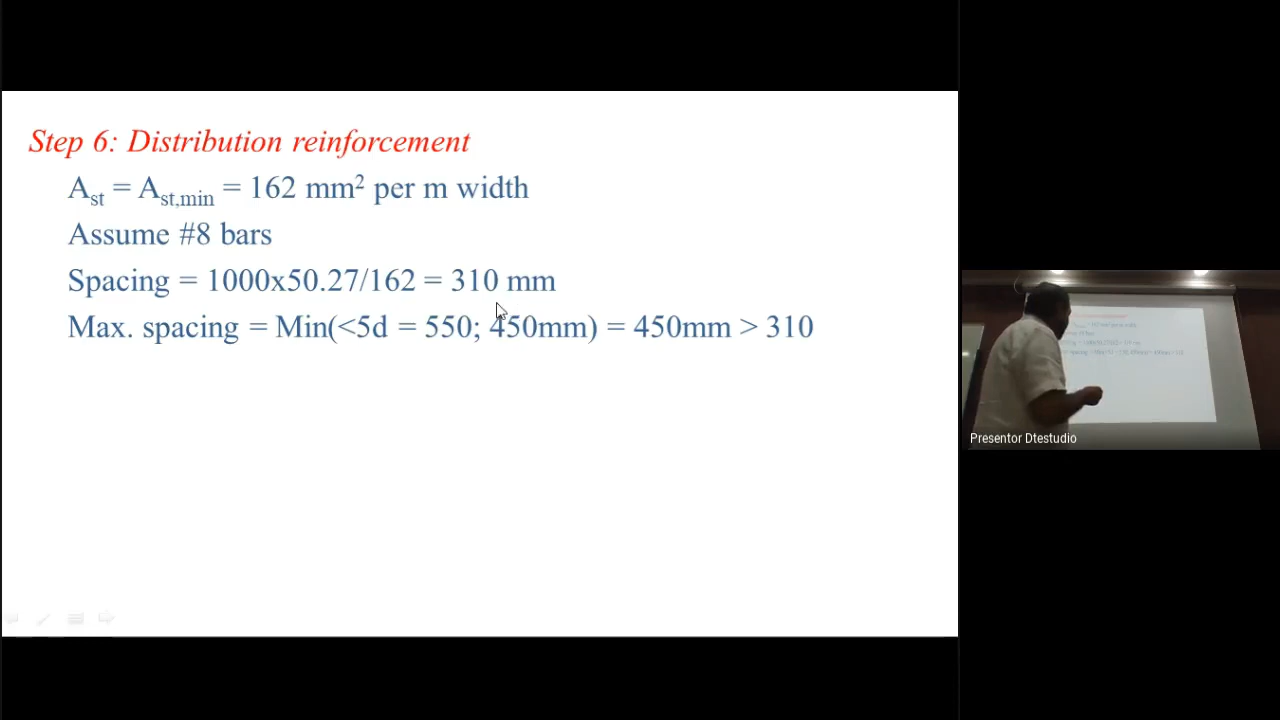 Step 6: Distribution reinforcement
Ast = Ast,min = 162 mm² per m width
Assume #8 bars
Spacing = 1000x50.27/162 = 310 mm
Max. spacing = Min(<5d = 550; 450mm) = 450mm > 310
Presentor Dtestudio